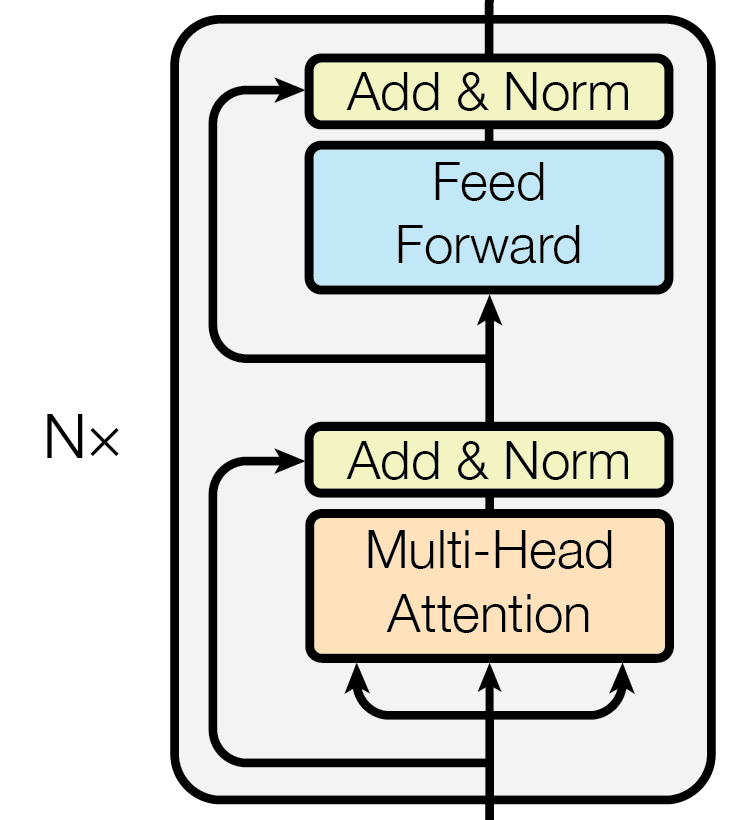 Add & Norm
Feed
Forward
N×
Add & Norm
Multi-Head
Attention